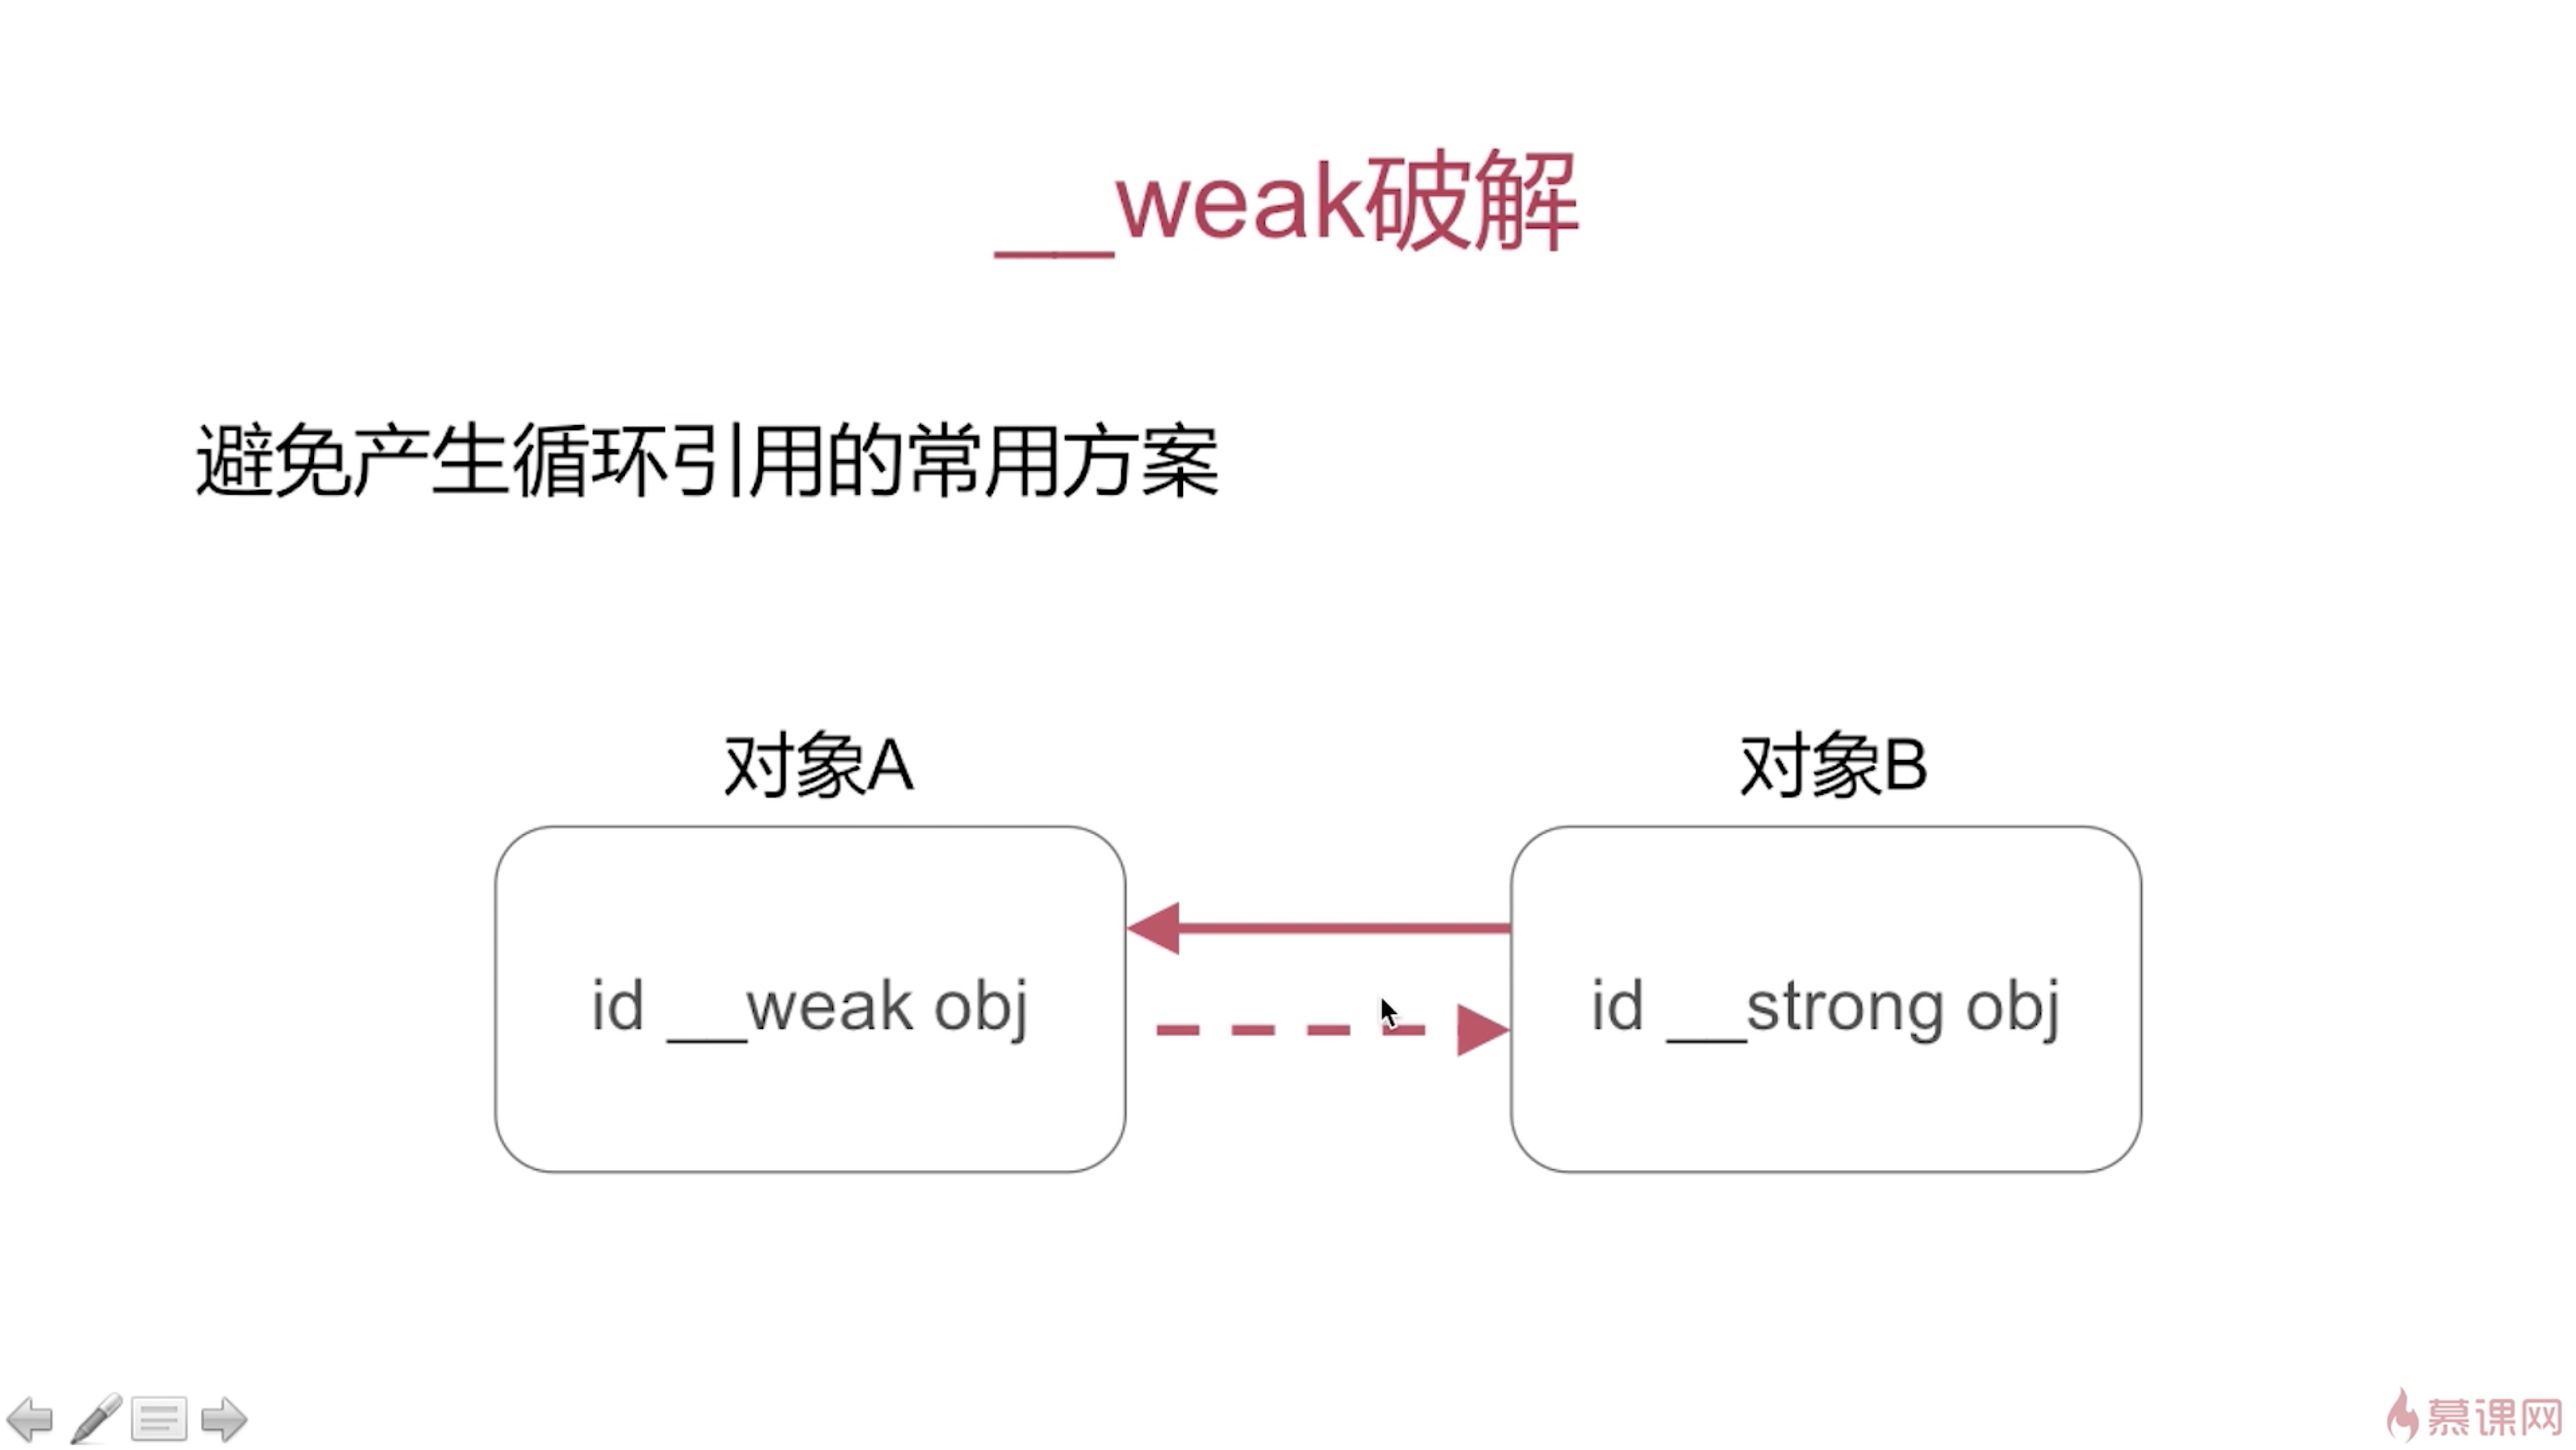 __weak破解
避免产生循环引用的常用方案
对象A
对象B
id __weak obj
id __strong obj
慕课网